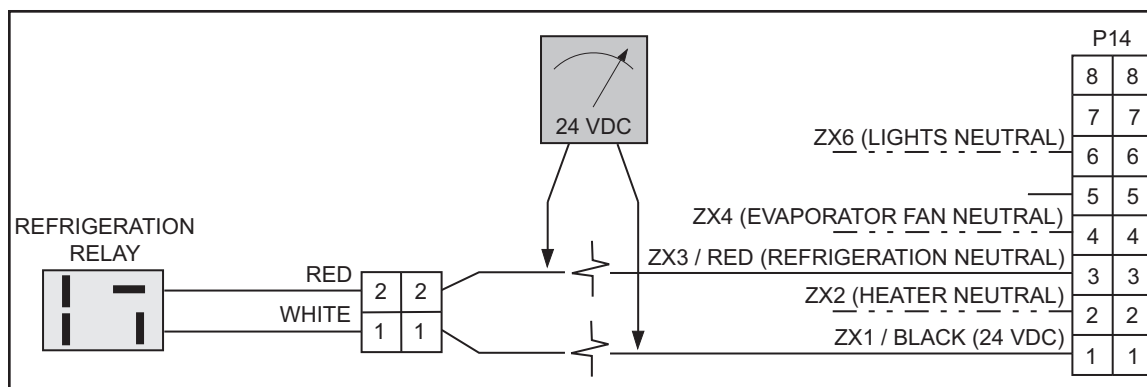 P14
8 8
24 VDC
7 7
ZX6 (LIGHTS NEUTRAL)
6 6
5 5
ZX4 (EVAPORATOR FAN NEUTRAL)
4 4
REFRIGERATION
RELAY
ZX3 / RED (REFRIGERATION NEUTRAL)
RED
2 2
3 3
ZX2 (HEATER NEUTRAL)
2 2
WHITE
1 1
ZX1 / BLACK (24 VDC)
1 1